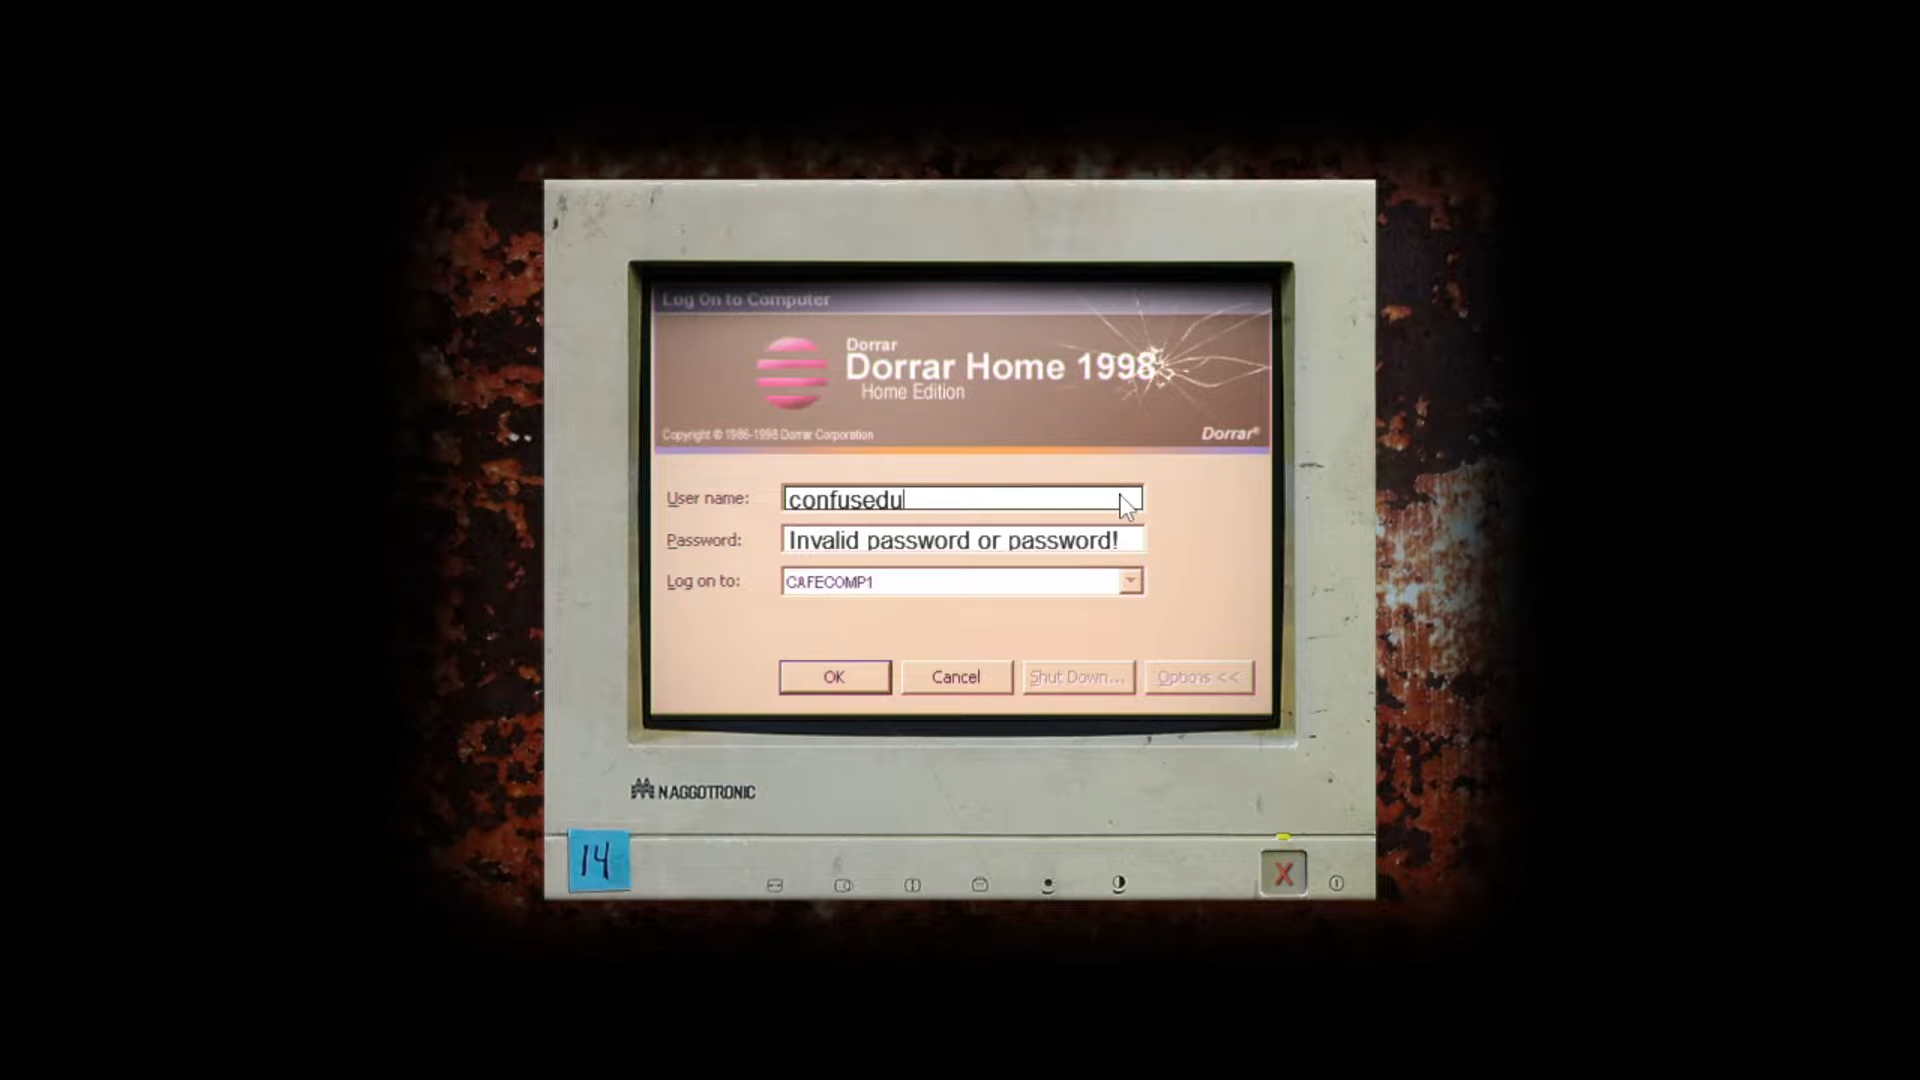 Log On to Computer
Dorrar
Dorrar Home 1998
Home Edition
Copyright © 1986-1998 Dorrar Corporation
Dorrar®
User name: confusedu
Password: Invalid password or password!
Log on to: CAFECOMP1
OK Cancel Shut Down... Options <<
NAGGOTRONIC
14
X